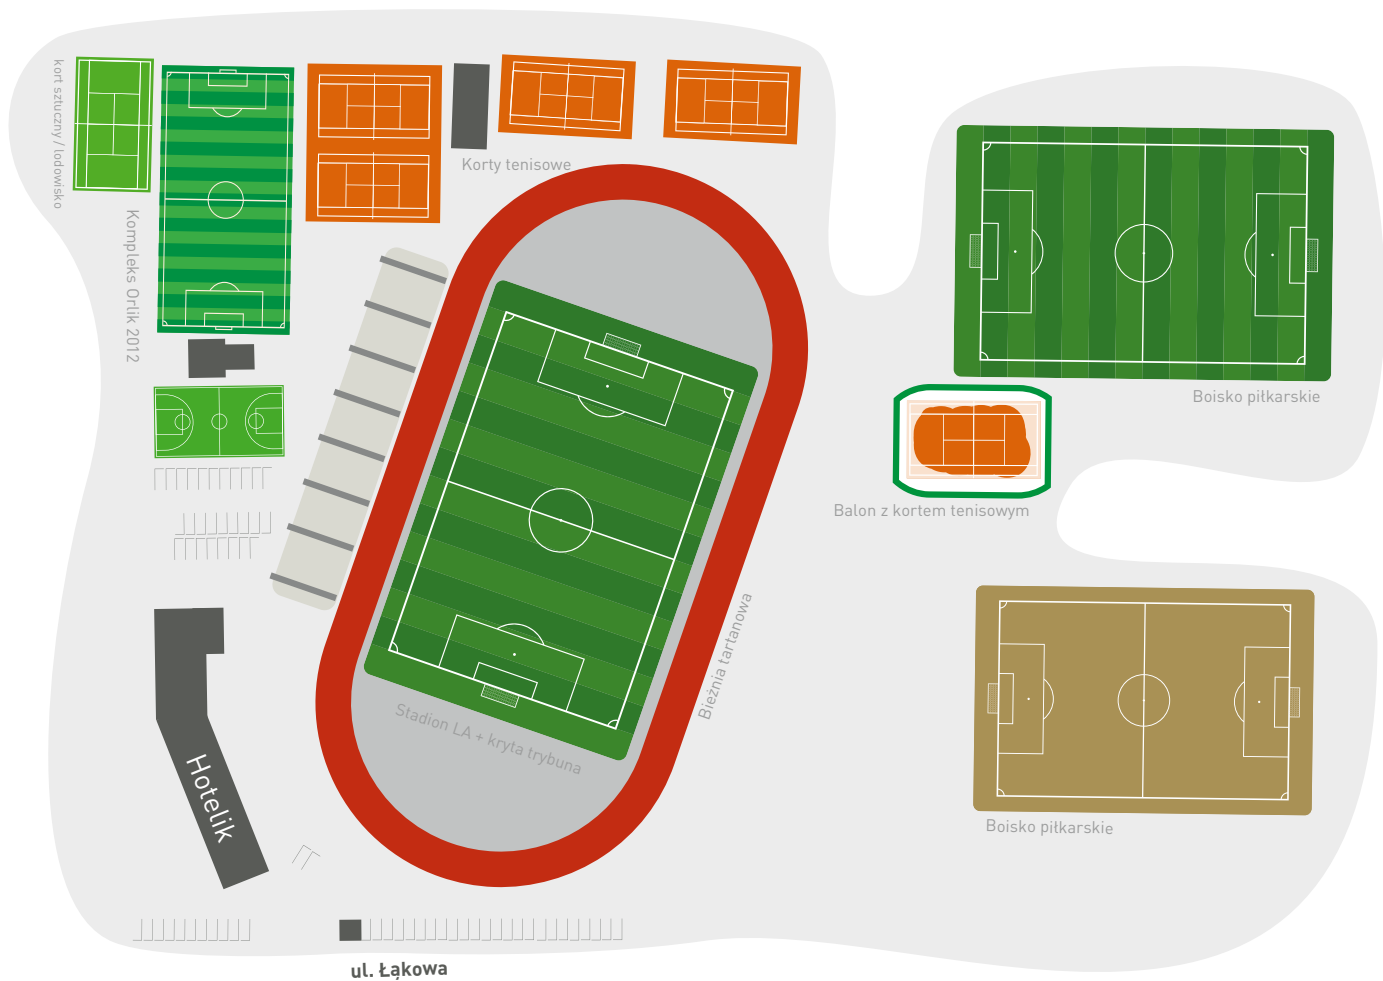 kort sztuczny / lodowisko
Kompleks Orlik 2012
Korty tenisowe
Boisko piłkarskie
Balon z kortem tenisowym
Bieżnia tartanowa
Stadion LA + kryta trybuna
Hotelik
Boisko piłkarskie
ul. Łąkowa